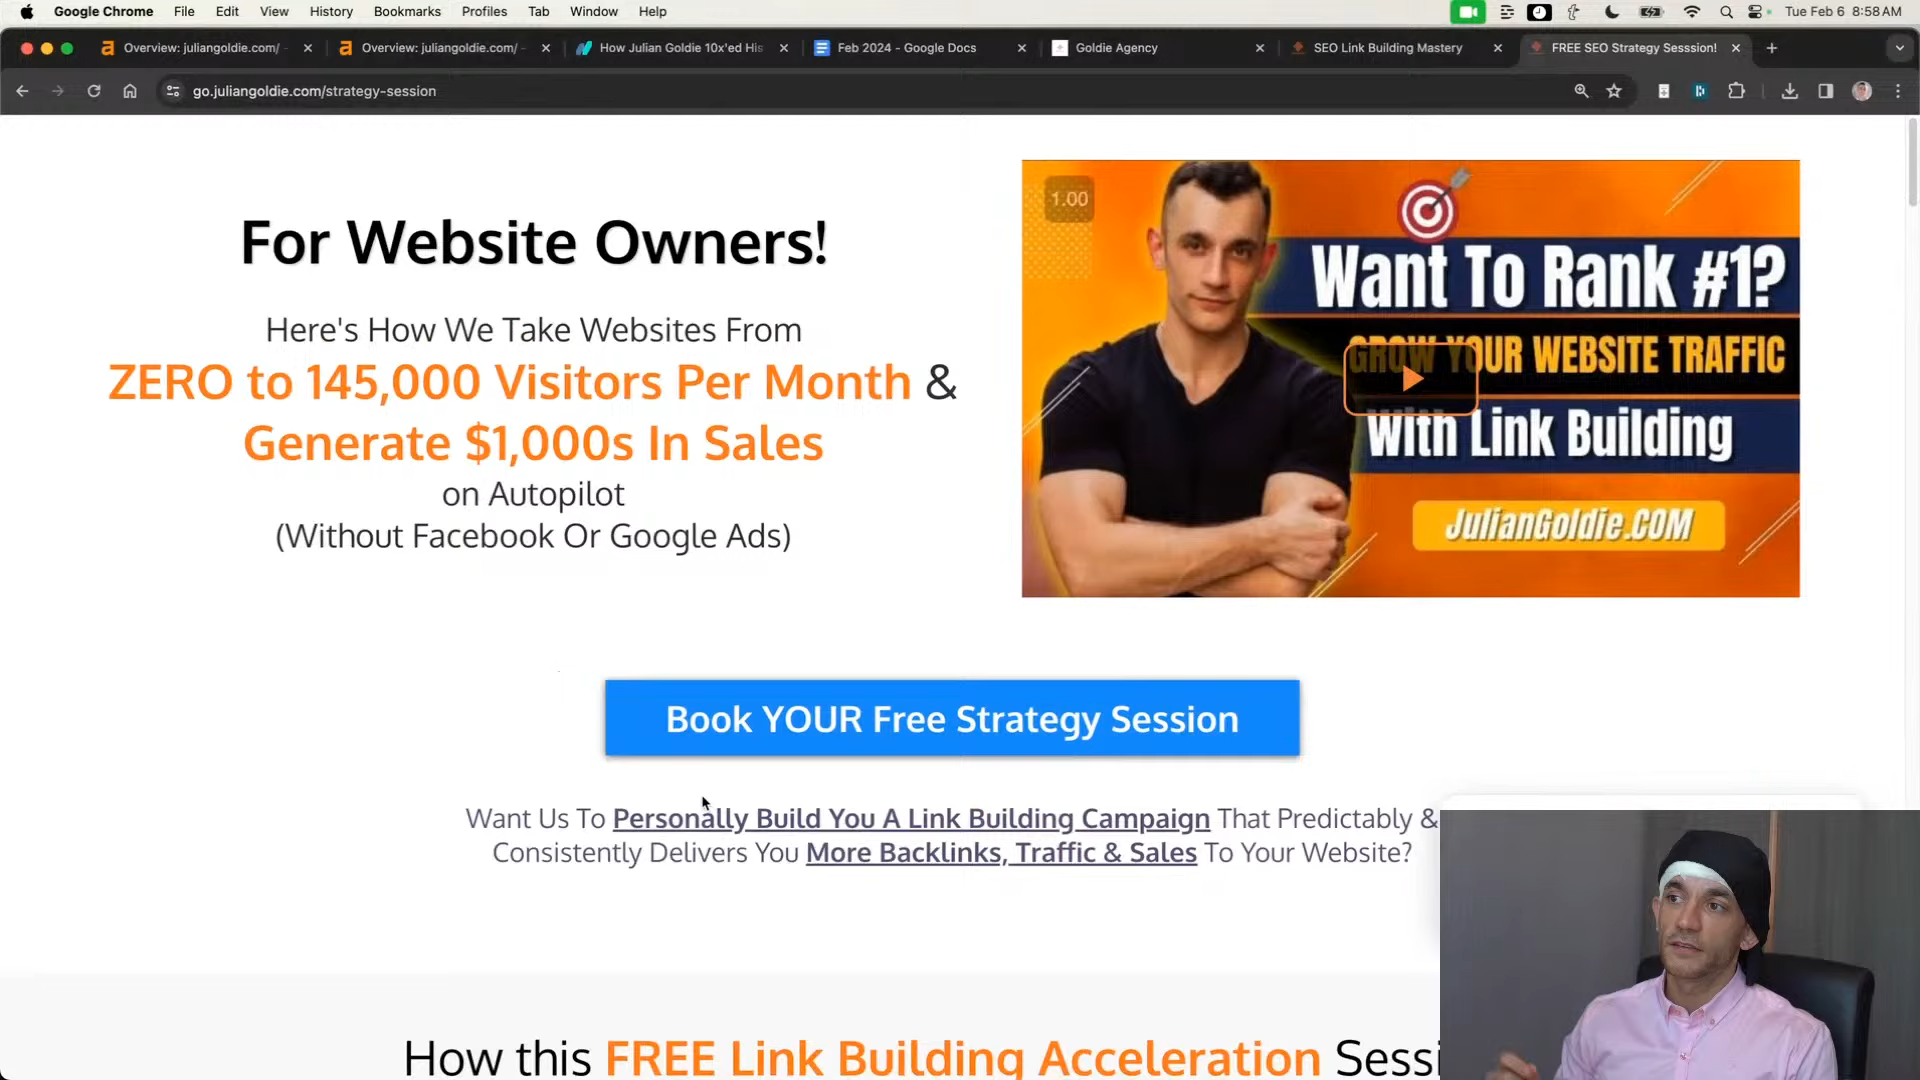 Google Chrome File Edit View History Bookmarks Profiles Tab Window Help Tue Feb 6 8:58 AM
Overview: juliangoldie.com/ - Overview: juliangoldie.com/ - How Julian Goldie 10x'ed His Feb 2024 - Google Docs Goldie Agency SEO Link Building Mastery FREE SEO Strategy Sesssion!
go.juliangoldie.com/strategy-session
For Website Owners!
Here's How We Take Websites From
ZERO to 145,000 Visitors Per Month &
Generate $1,000s In Sales
on Autopilot
(Without Facebook Or Google Ads)
1.00
Want To Rank #1?
GROW YOUR WEBSITE TRAFFIC
With Link Building
JulianGoldie.COM
Book YOUR Free Strategy Session
Want Us To Personally Build You A Link Building Campaign That Predictably &
Consistently Delivers You More Backlinks, Traffic & Sales To Your Website?
How this FREE Link Building Acceleration Sessi